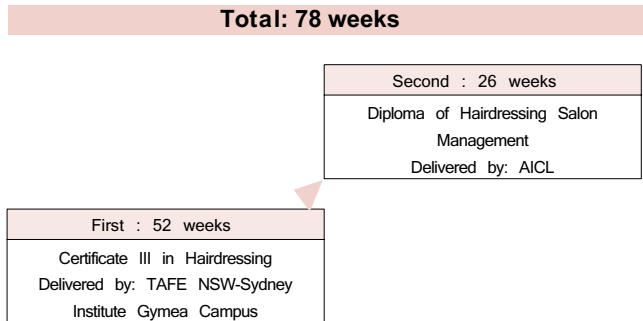 Total: 78 weeks
Second : 26 weeks
Diploma of Hairdressing Salon
Management
Delivered by: AICL
First : 52 weeks
Certificate III in Hairdressing
Delivered by: TAFE NSW-Sydney
Institute Gymea Campus